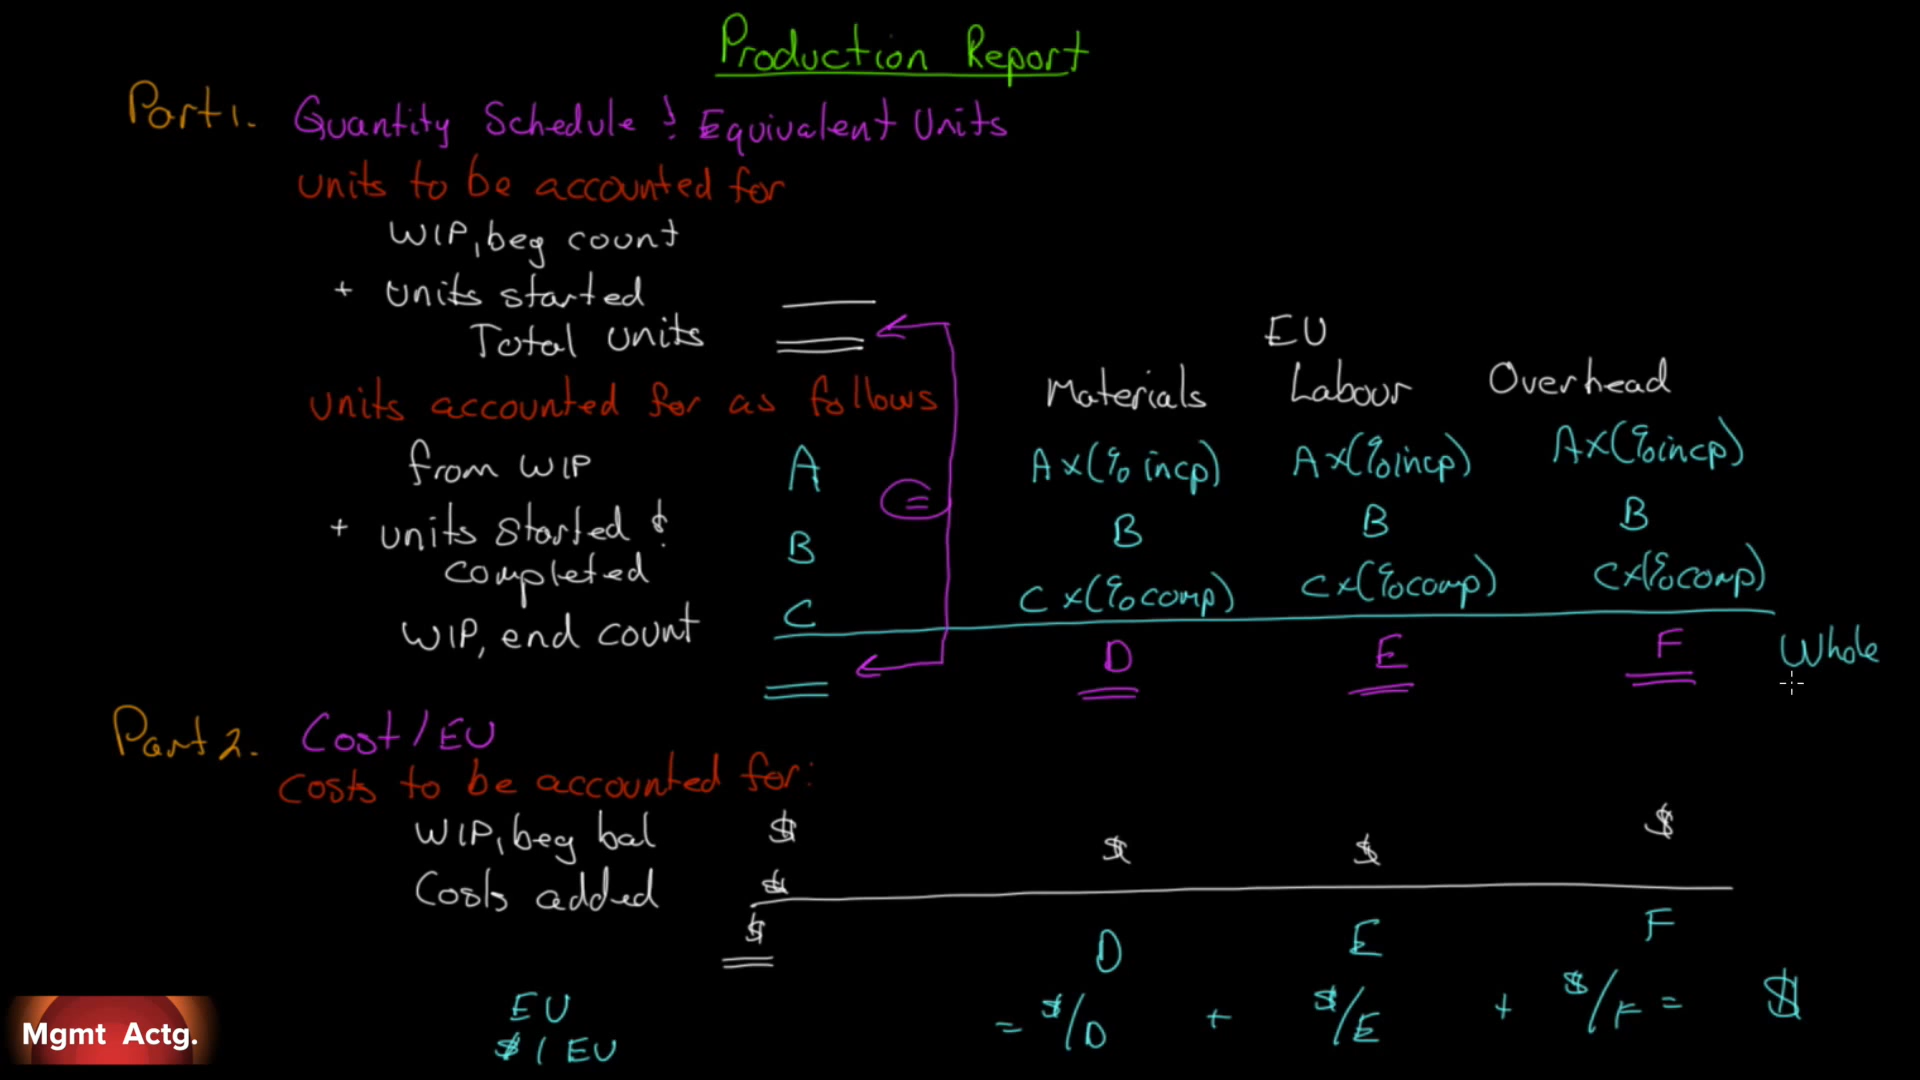 Production Report
Part 1. Quantity Schedule & Equivalent Units
units to be accounted for
WIP, beg count
+ units started
Total units
EU
Materials Labour Overhead
units accounted for as follows
from WIP A A x (% incp) A x (% incp) A x (% incp)
+ units started & completed B = B B B
WIP, end count C C x (% comp) C x (% comp) C x (% comp)
D E F Whole
Part 2. Cost / EU
Costs to be accounted for:
WIP, beg bal $ $ $ $
Costs added $
$
EU D E F
$ / EU = $/D + $/E + $/F = $
Mgmt Actg.